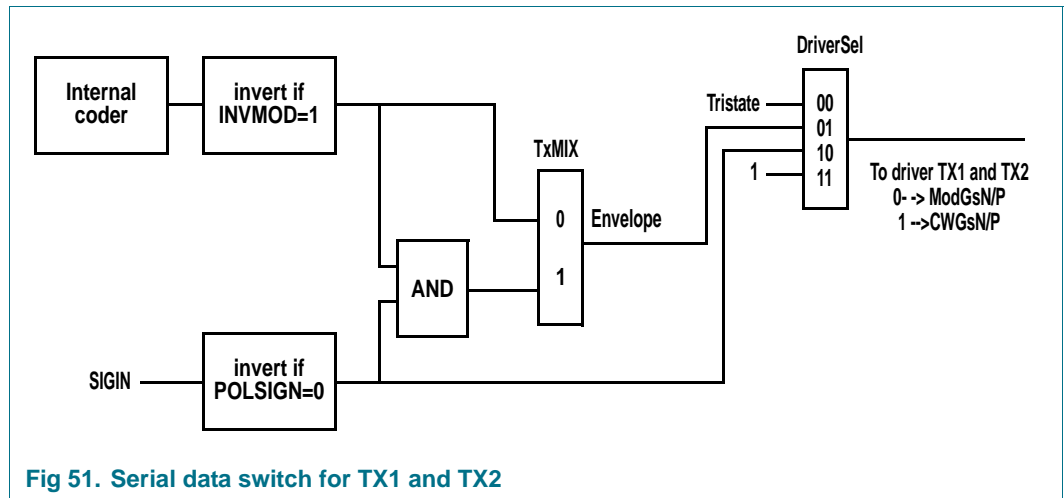 DriverSel
Internal
coder
invert if
INVMOD=1
Tristate
00
01
10
11
1
TxMIX
To driver TX1 and TX2
0- -> ModGsN/P
1 -->CWGsN/P
0
Envelope
1
AND
SIGIN
invert if
POLSIGN=0
Fig 51. Serial data switch for TX1 and TX2